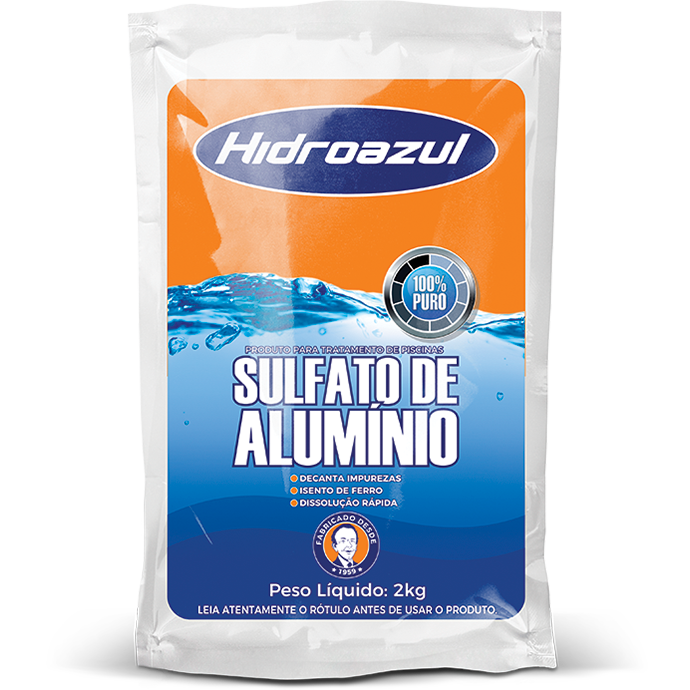 Hidroazul
100% PURO
PRODUTO PARA TRATAMENTO DE PISCINAS
SULFATO DE
ALUMÍNIO
DECANTA IMPUREZAS
ISENTO DE FERRO
DISSOLUÇÃO RÁPIDA
FABRICADO DESDE
1959
Peso Líquido: 2kg
LEIA ATENTAMENTE O RÓTULO ANTES DE USAR O PRODUTO.